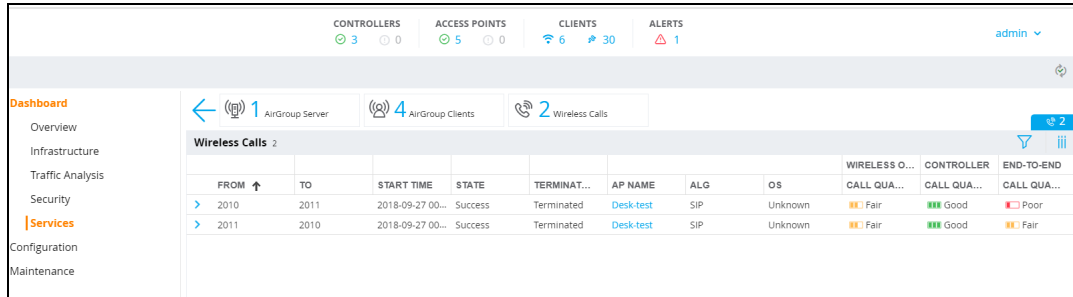 CONTROLLERS ACCESS POINTS CLIENTS ALERTS
3 0 5 0 6 30 1
admin
Dashboard
Overview
Infrastructure
Traffic Analysis
Security
Services
Configuration
Maintenance
1 AirGroup Server 4 AirGroup Clients 2 Wireless Calls
2
Wireless Calls 2
WIRELESS O... CONTROLLER END-TO-END
FROM TO START TIME STATE TERMINAT... AP NAME ALG OS CALL QUA... CALL QUA... CALL QUA...
2010 2011 2018-09-27 00... Success Terminated Desk-test SIP Unknown Fair Good Poor
2011 2010 2018-09-27 00... Success Terminated Desk-test SIP Unknown Fair Good Fair